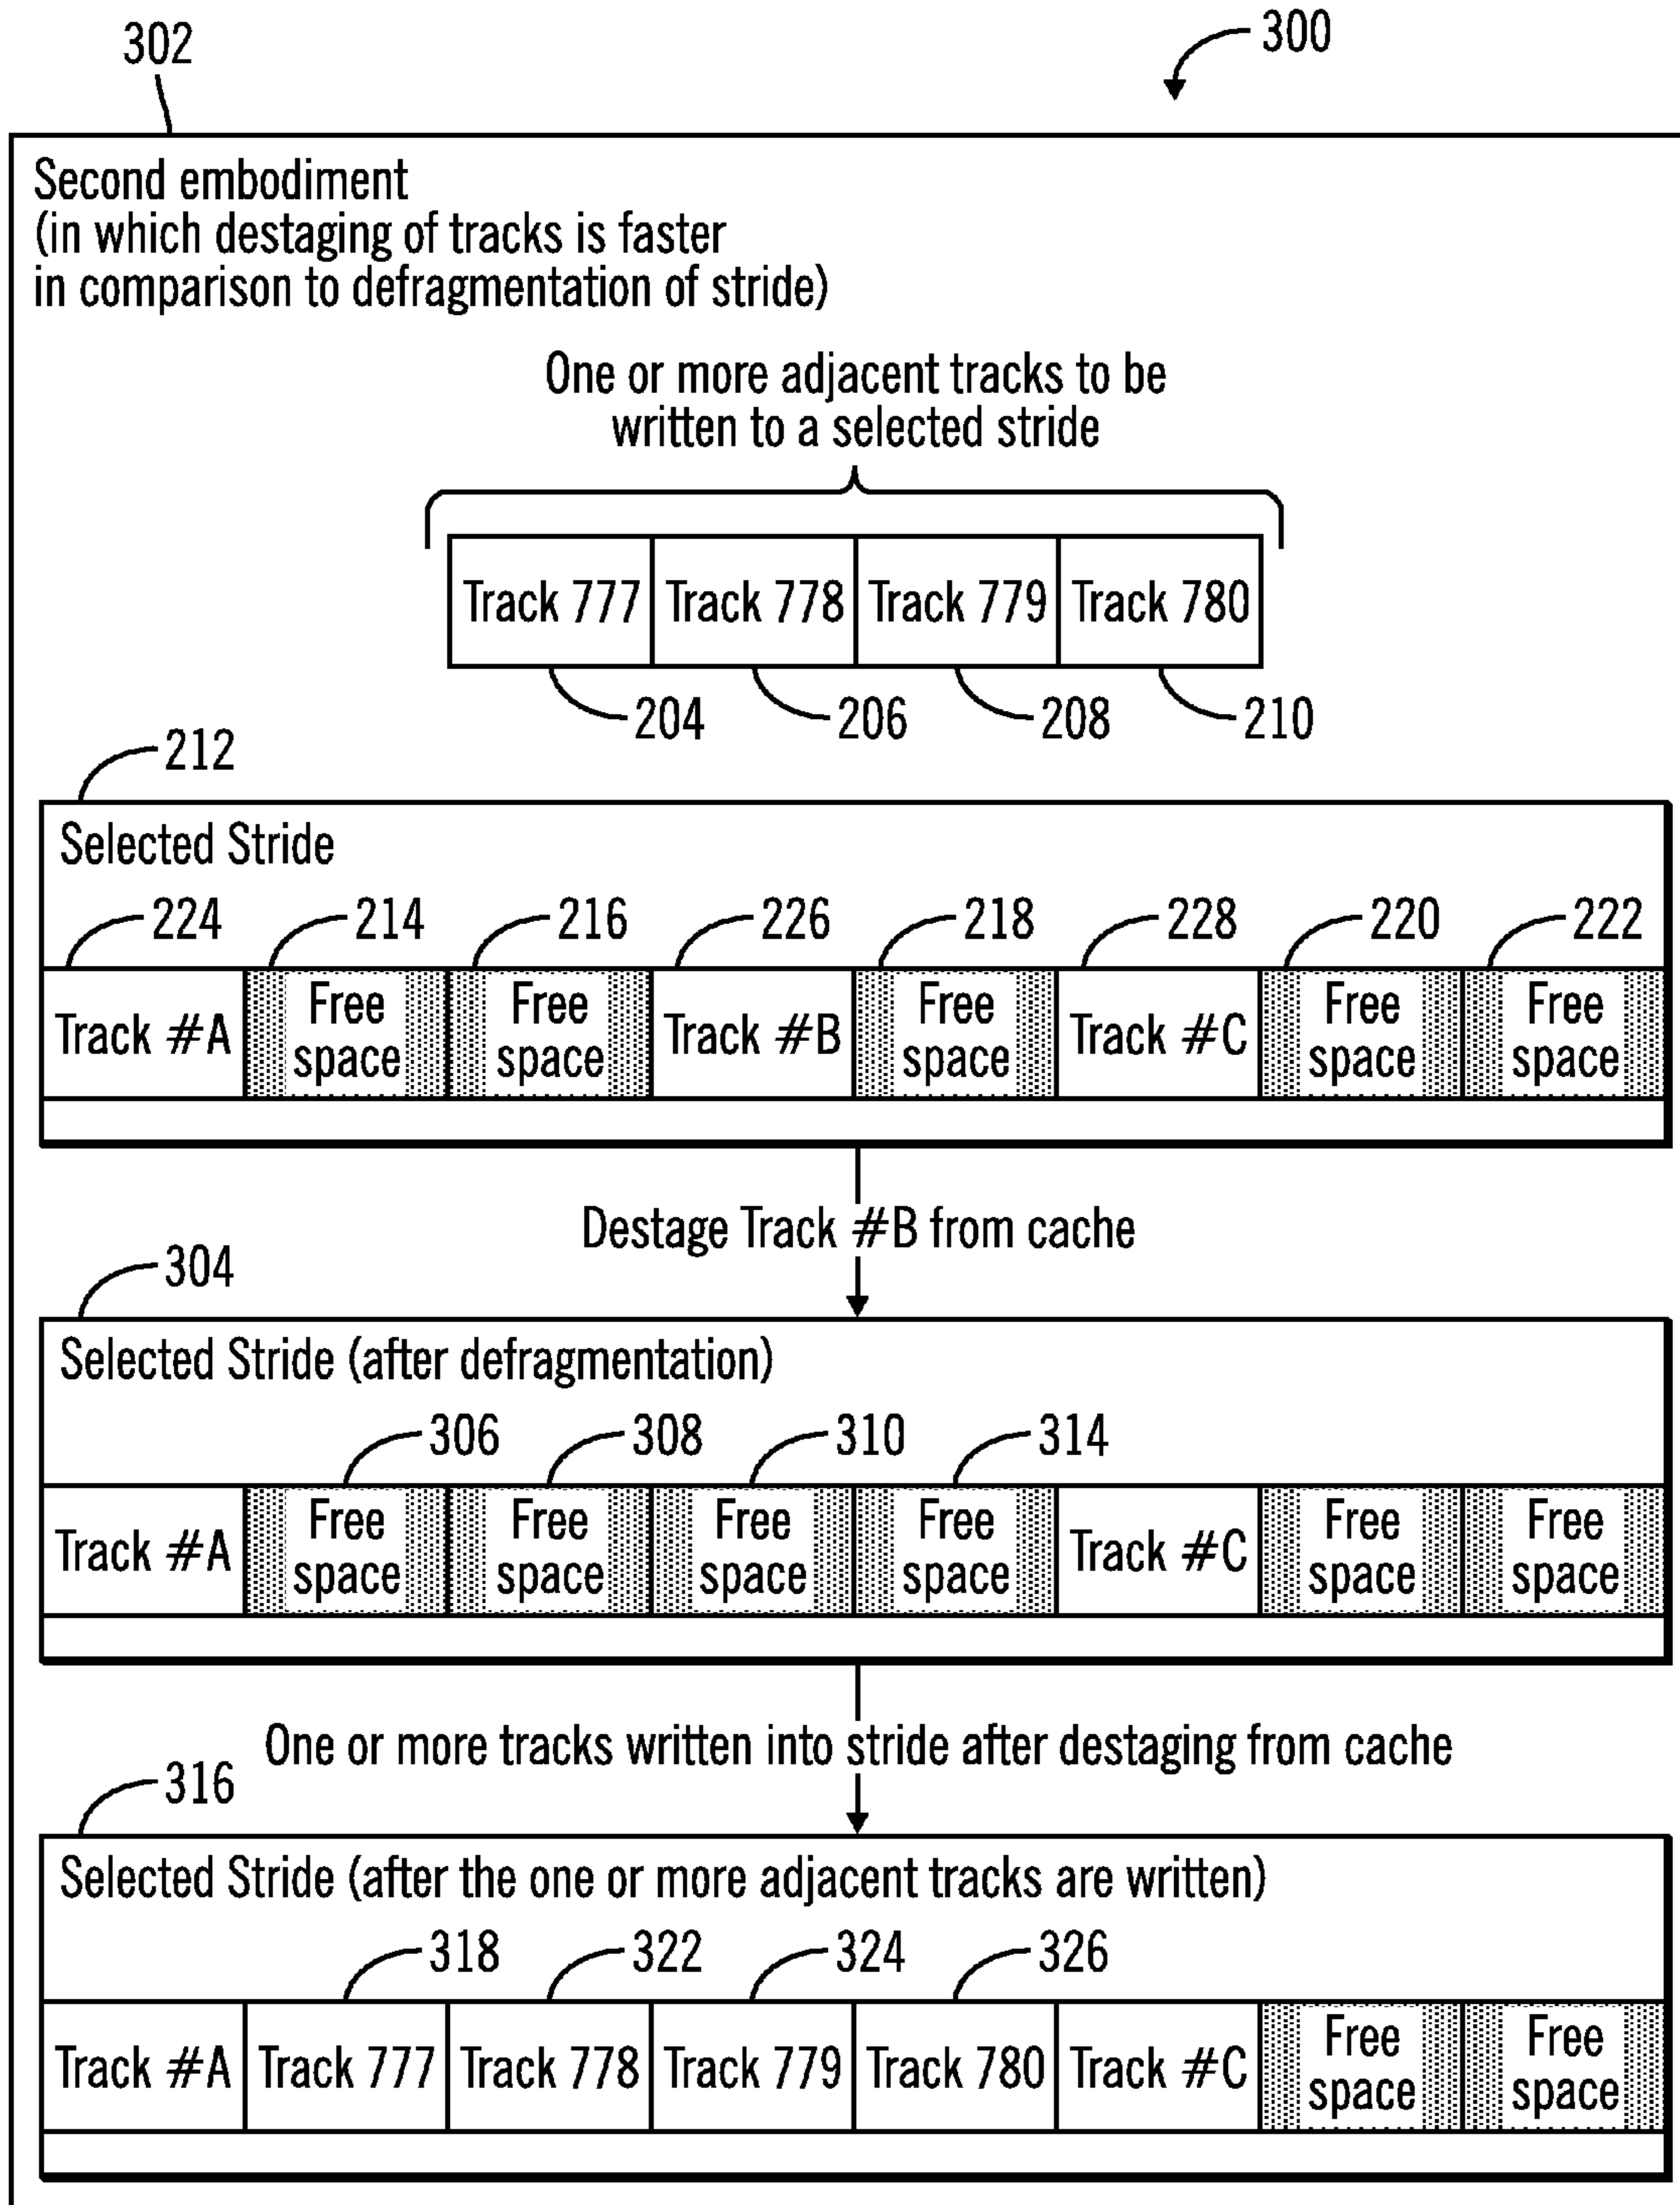 302
300
Second embodiment
(in which destaging of tracks is faster
in comparison to defragmentation of stride)
One or more adjacent tracks to be
written to a selected stride
Track 777 Track 778 Track 779 Track 780
204 206 208 210
212
Selected Stride
224 214 216 226 218 228 220 222
Track #A Free space Free space Track #B Free space Track #C Free space Free space
Destage Track #B from cache
304
Selected Stride (after defragmentation)
306 308 310 314
Track #A Free space Free space Free space Free space Track #C Free space Free space
One or more tracks written into stride after destaging from cache
316
Selected Stride (after the one or more adjacent tracks are written)
318 322 324 326
Track #A Track 777 Track 778 Track 779 Track 780 Track #C Free space Free space